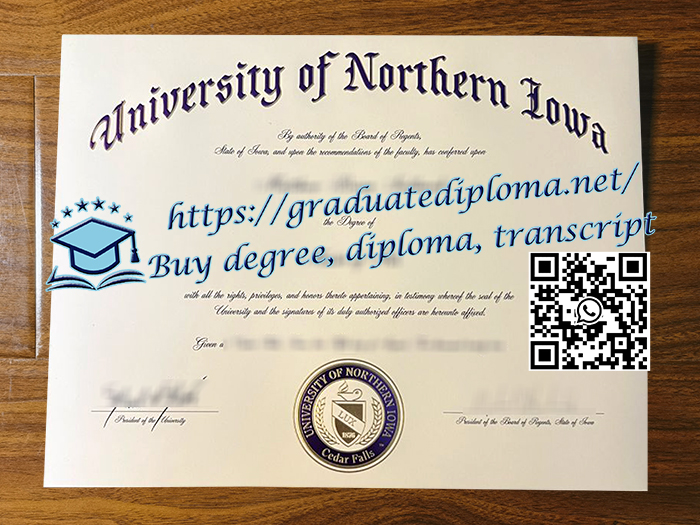 University of Northern Iowa
By authority of the Board of Regents,
State of Iowa, and upon the recommendations of the faculty, has conferred upon
https://graduatediploma.net/
the Degree of
Buy degree, diploma, transcript
with all the rights, privileges, and honors thereto appertaining, in testimony whereof the seal of the
University and the signatures of its duly authorized officers are hereunto affixed.
Given a
UNIVERSITY OF NORTHERN IOWA
LUX
1876
Cedar Falls
President of the University
President of the Board of Regents, State of Iowa